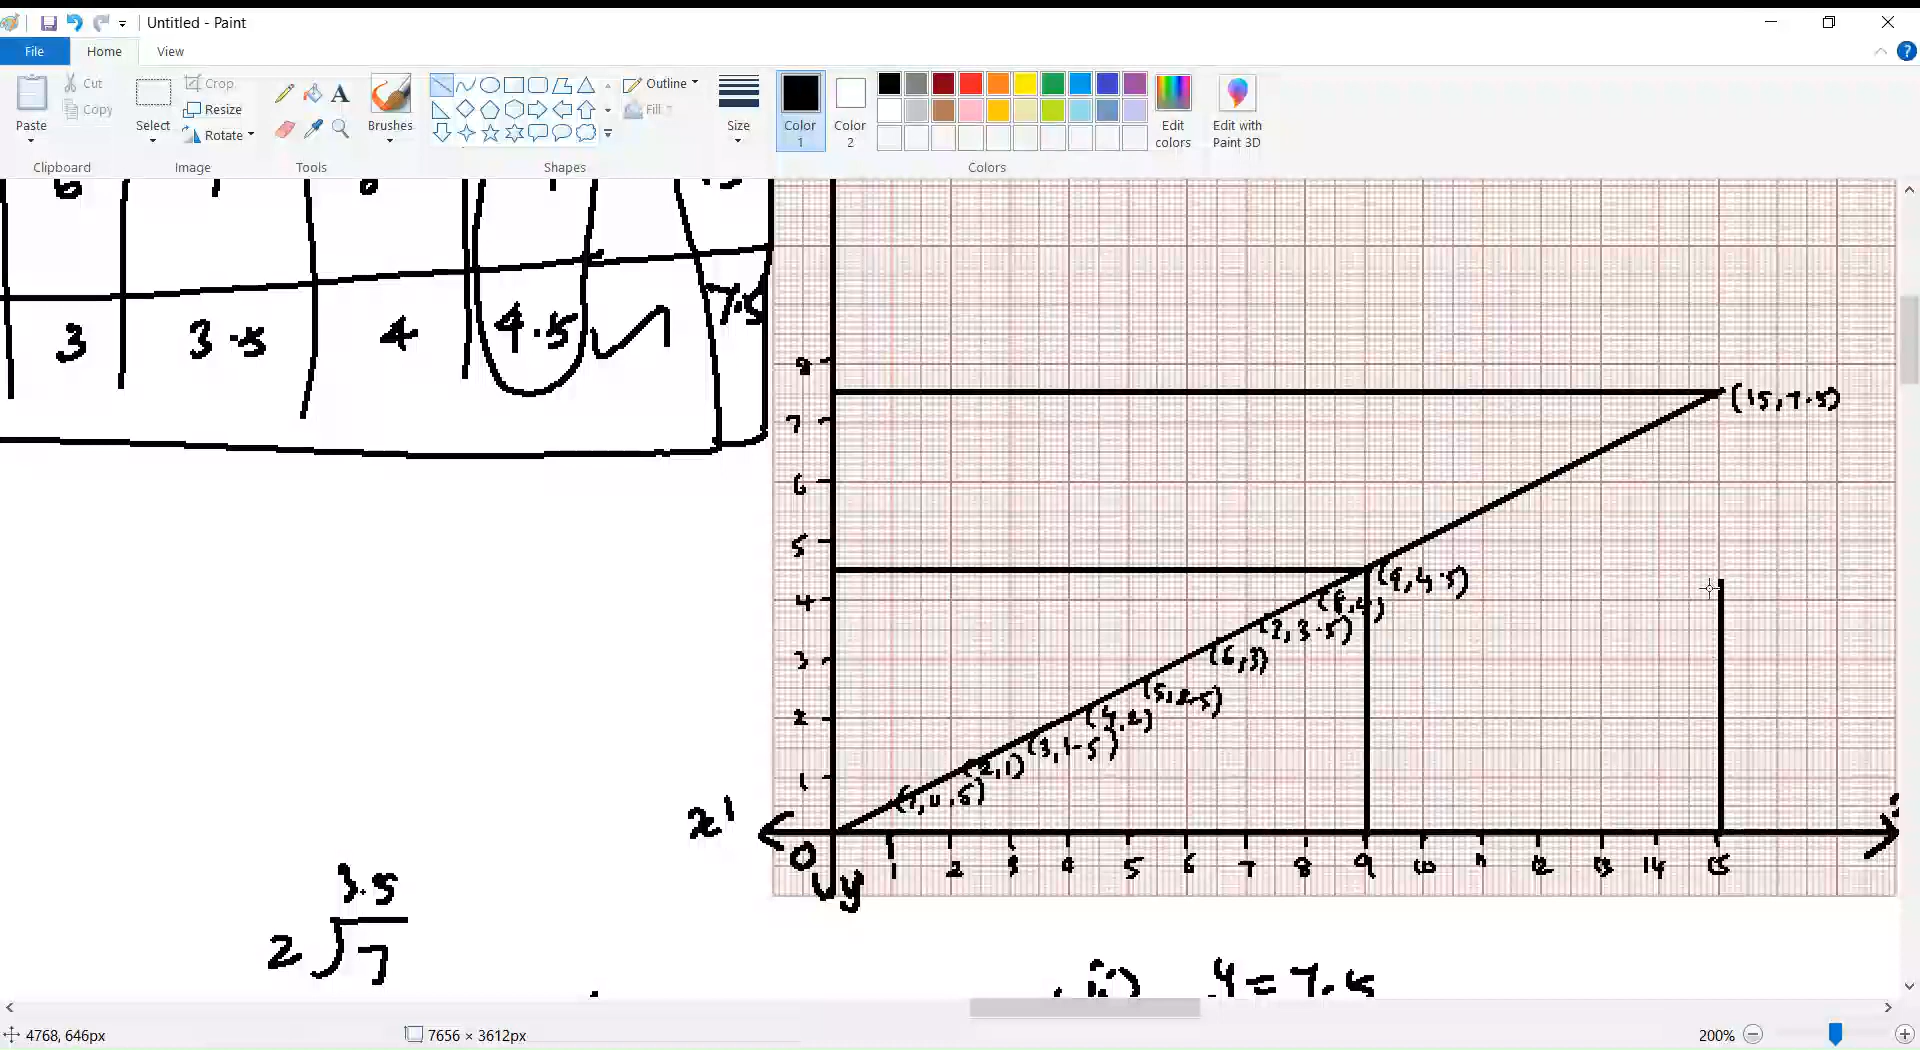 Untitled - Paint
File Home View
Paste Cut Copy Clipboard
Select Crop Resize Rotate Image
Tools
Brushes
Outline Fill Shapes
Size
Color 1 Color 2 Edit colors Colors
Edit with Paint 3D
3 3.5 4 4.5 7.5
8
(15, 7.5)
7
6
5
(9, 4.5)
4
(8, 4)
(7, 3.5)
3
(6, 3)
(5, 2.5)
2
(4, 2)
(3, 1.5)
(2, 1)
1
x'
0 1 2 3 4 5 6 7 8 9 10 11 12 13 14 15
y
3.5
2 7
ii) y = 7.5
4768, 646px
7656 × 3612px
200%